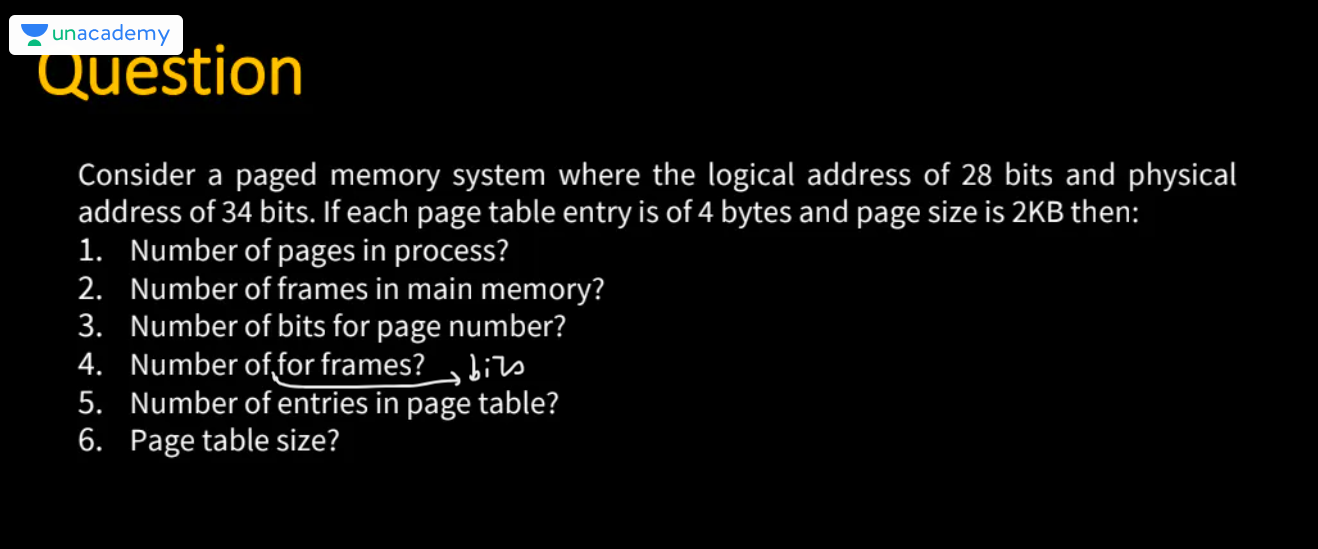 unacademy
Question
Consider a paged memory system where the logical address of 28 bits and physical
address of 34 bits. If each page table entry is of 4 bytes and page size is 2KB then:
1. Number of pages in process?
2. Number of frames in main memory?
3. Number of bits for page number?
4. Number of for frames? bits
5. Number of entries in page table?
6. Page table size?